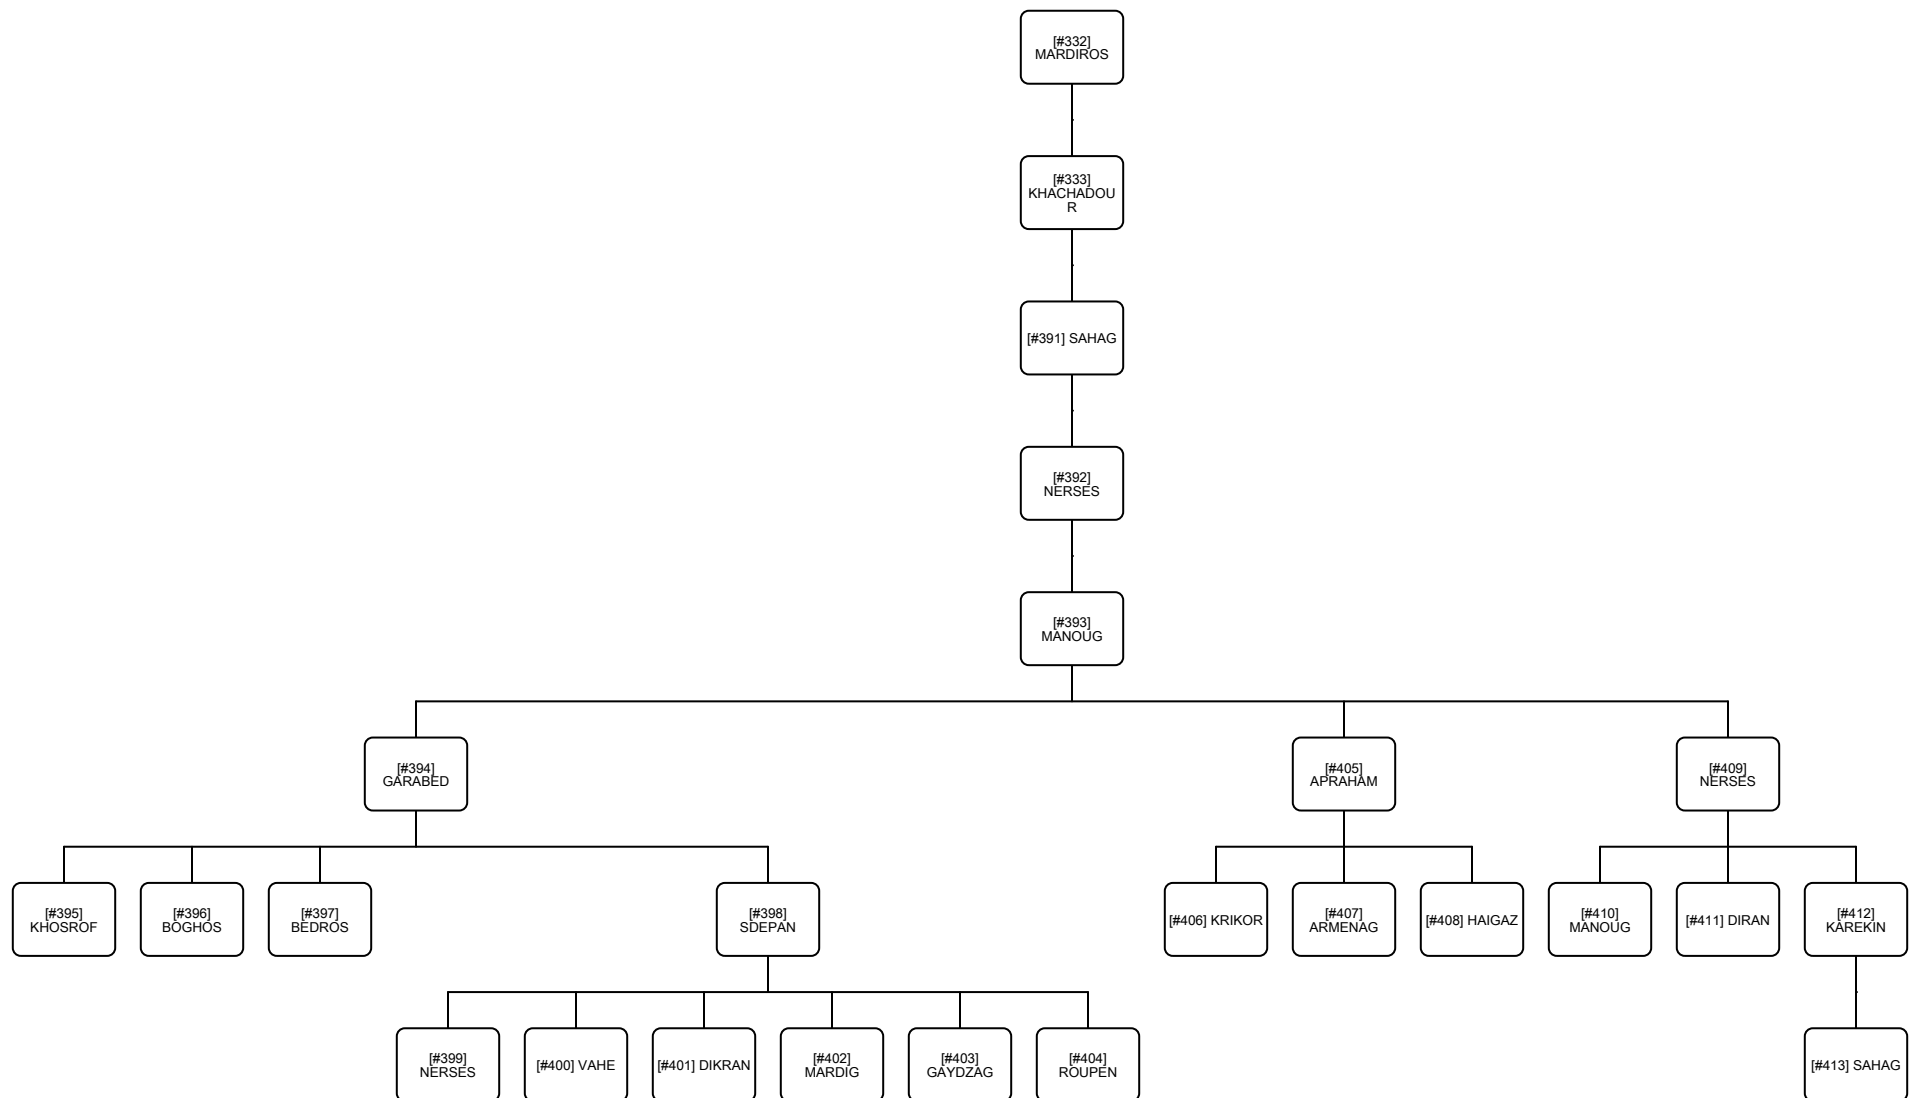 [#332]
MARDIROS
[#333]
KHACHADOU
R
[#391] SAHAG
[#392]
NERSES
[#393]
MANOUG
[#394]
GARABED
[#405]
APRAHAM
[#409]
NERSES
[#395]
KHOSROF
[#396]
BOGHOS
[#397]
BEDROS
[#398]
SDEPAN
[#406] KRIKOR
[#407]
ARMENAG
[#408] HAIGAZ
[#410]
MANOUG
[#411] DIRAN
[#412]
KAREKIN
[#399]
NERSES
[#400] VAHE
[#401] DIKRAN
[#402]
MARDIG
[#403]
GAYDZAG
[#404]
ROUPEN
[#413] SAHAG